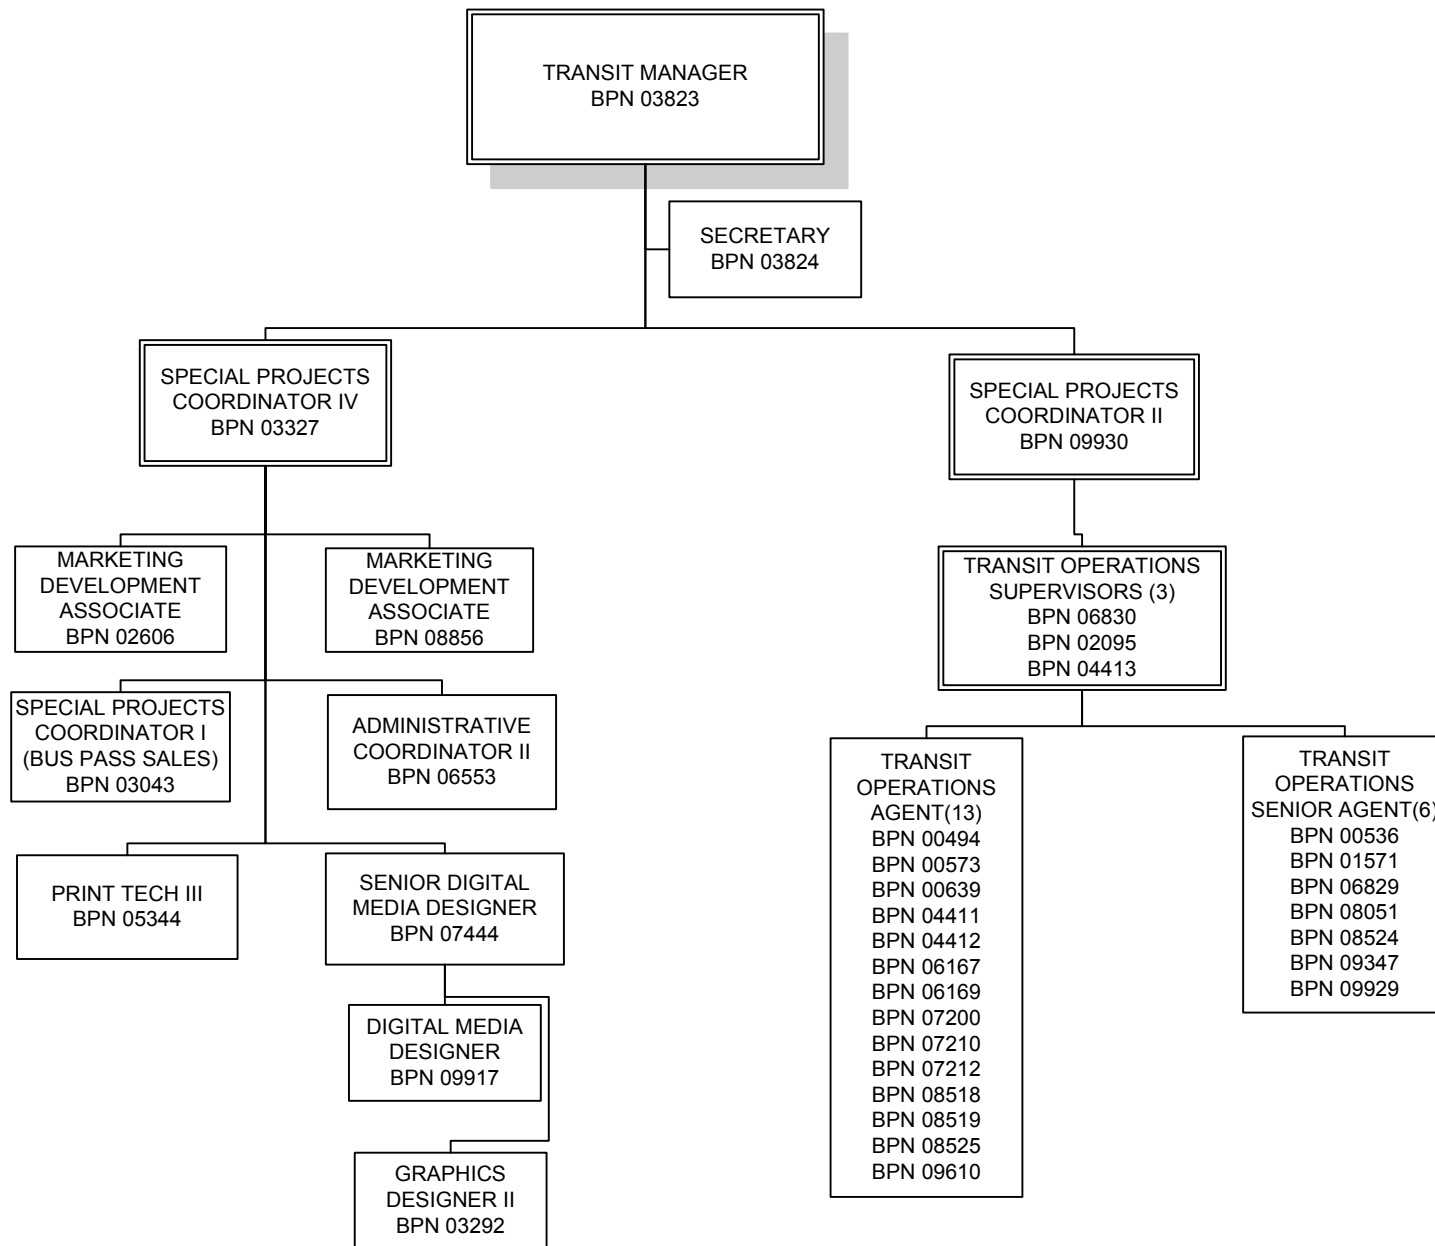 TRANSIT MANAGER
BPN 03823
SECRETARY
BPN 03824
SPECIAL PROJECTS
COORDINATOR IV
BPN 03327
SPECIAL PROJECTS
COORDINATOR II
BPN 09930
MARKETING
DEVELOPMENT
ASSOCIATE
BPN 02606
MARKETING
DEVELOPMENT
ASSOCIATE
BPN 08856
TRANSIT OPERATIONS
SUPERVISORS (3)
BPN 06830
BPN 02095
BPN 04413
SPECIAL PROJECTS
COORDINATOR I
(BUS PASS SALES)
BPN 03043
ADMINISTRATIVE
COORDINATOR II
BPN 06553
PRINT TECH III
BPN 05344
SENIOR DIGITAL
MEDIA DESIGNER
BPN 07444
DIGITAL MEDIA
DESIGNER
BPN 09917
GRAPHICS
DESIGNER II
BPN 03292
TRANSIT
OPERATIONS
AGENT(13)
BPN 00494
BPN 00573
BPN 00639
BPN 04411
BPN 04412
BPN 06167
BPN 06169
BPN 07200
BPN 07210
BPN 07212
BPN 08518
BPN 08519
BPN 08525
BPN 09610
TRANSIT
OPERATIONS
SENIOR AGENT(6)
BPN 00536
BPN 01571
BPN 06829
BPN 08051
BPN 08524
BPN 09347
BPN 09929